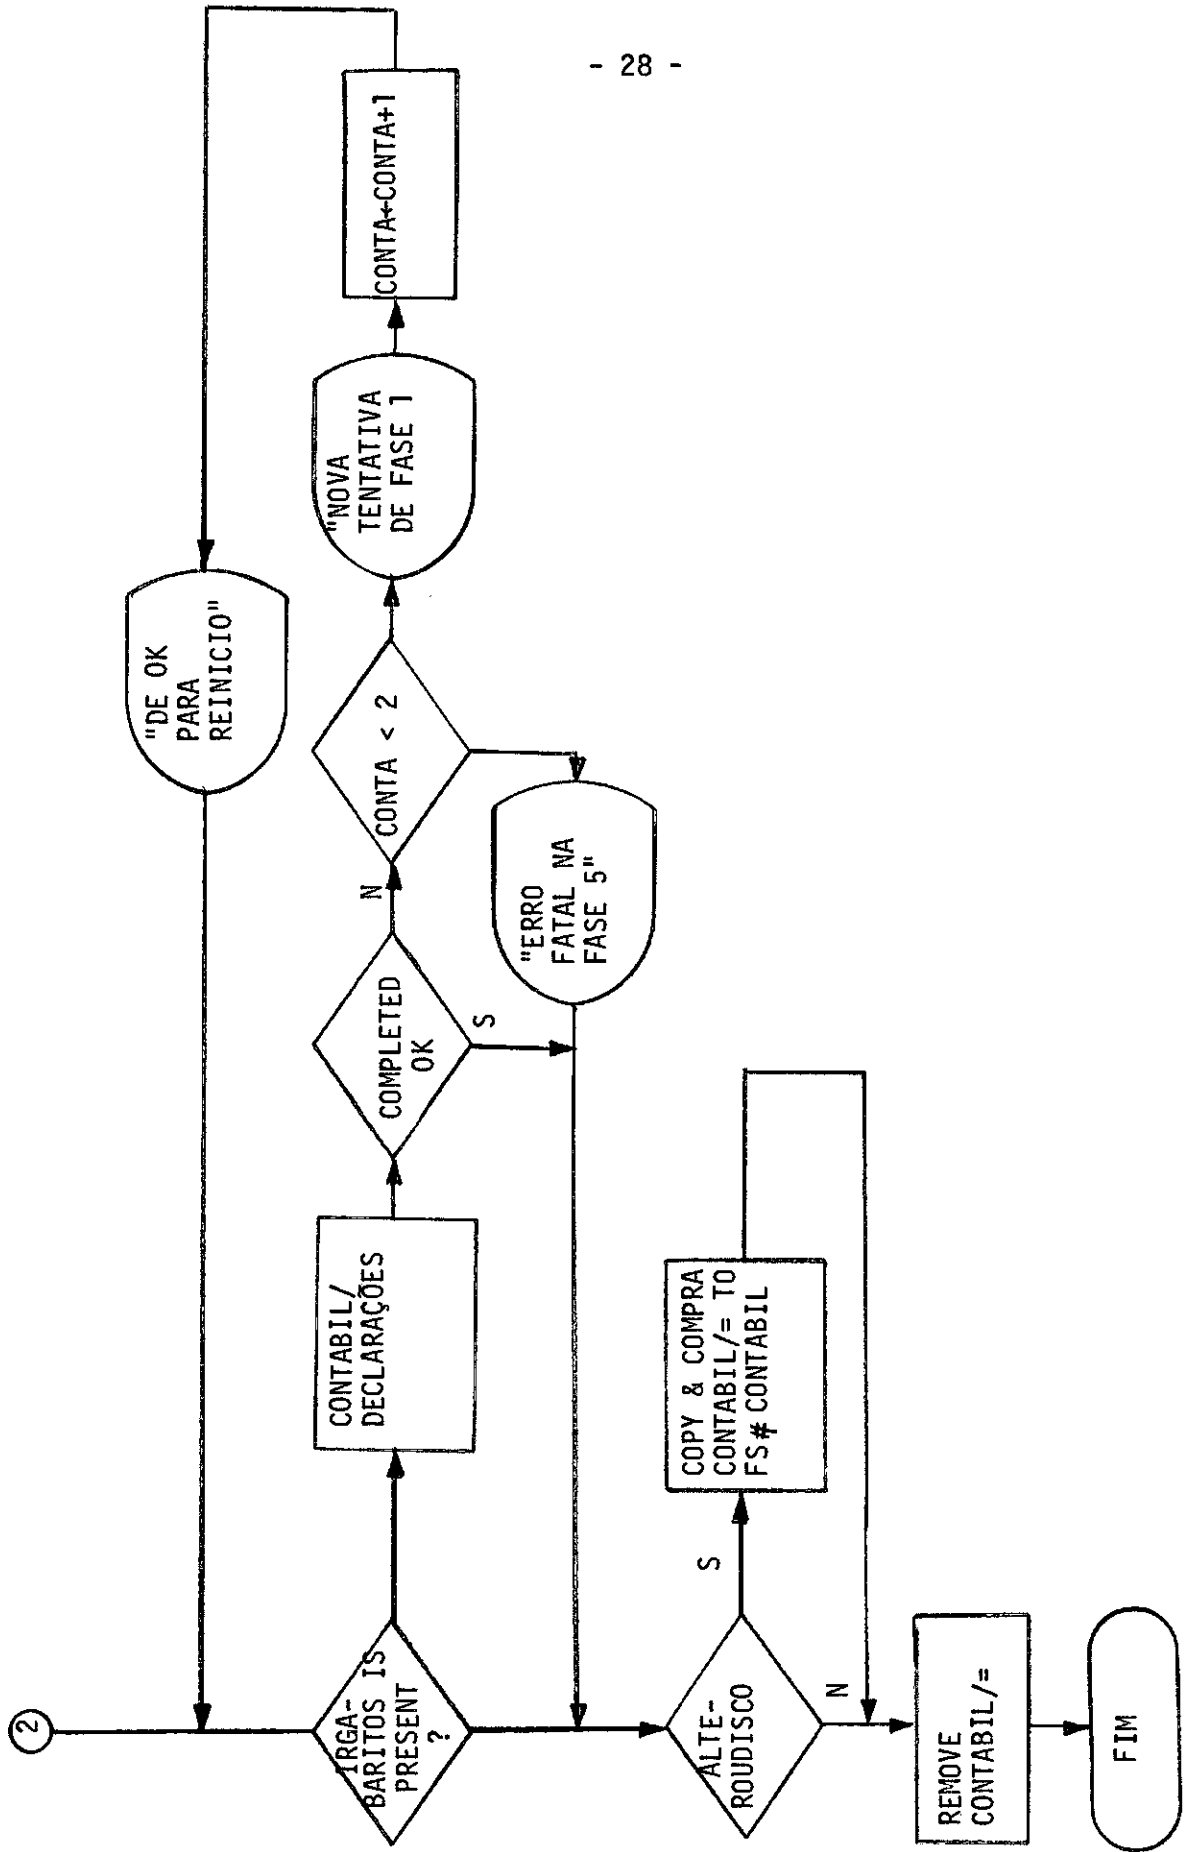 - 28 -
2
IRGA-
BARITOS IS
PRESENT
?
CONTABIL/
DECLARAÇÕES
COMPLETED
OK
N
S
CONTA < 2
"NOVA
TENTATIVA
DE FASE 1
CONTA←CONTA+1
"DE OK
PARA
REINICIO"
"ERRO
FATAL NA
FASE 5"
ALTE-
ROUDISCO
S
N
COPY & COMPRA
CONTABIL/= TO
FS# CONTABIL
REMOVE
CONTABIL/=
FIM